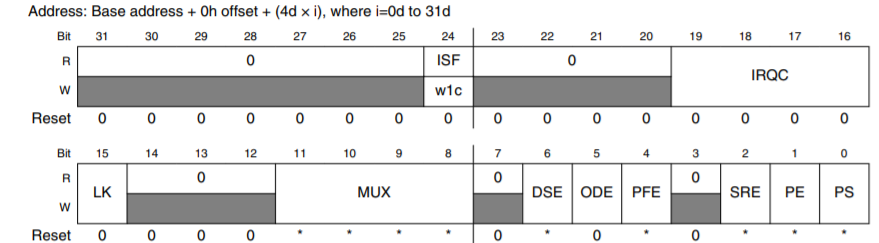 Address: Base address + 0h offset + (4d × i), where i=0d to 31d
Bit 31 30 29 28 27 26 25 24 23 22 21 20 19 18 17 16
R 0 ISF 0 IRQC
W w1c
Reset 0 0 0 0 0 0 0 0 0 0 0 0 0 0 0 0
Bit 15 14 13 12 11 10 9 8 7 6 5 4 3 2 1 0
R LK 0 MUX 0 DSE ODE PFE 0 SRE PE PS
W
Reset 0 0 0 0 * * * * 0 * 0 * 0 * * *